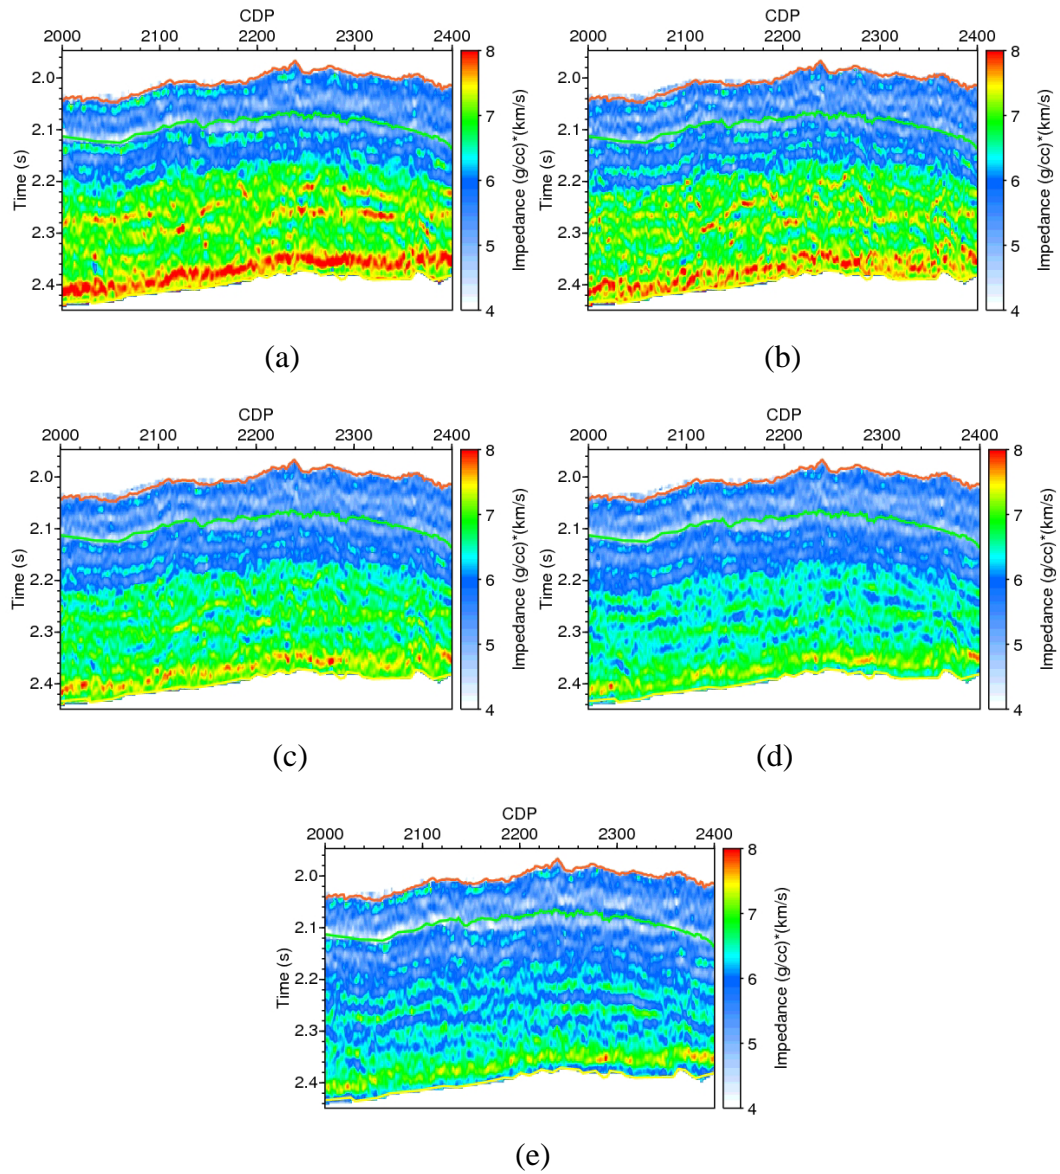 CDP
2000 2100 2200 2300 2400
Time (s)
2.0
2.1
2.2
2.3
2.4
Impedance (g/cc)*(km/s)
8
7
6
5
4
(a)
CDP
2000 2100 2200 2300 2400
Time (s)
2.0
2.1
2.2
2.3
2.4
Impedance (g/cc)*(km/s)
8
7
6
5
4
(b)
CDP
2000 2100 2200 2300 2400
Time (s)
2.0
2.1
2.2
2.3
2.4
Impedance (g/cc)*(km/s)
8
7
6
5
4
(c)
CDP
2000 2100 2200 2300 2400
Time (s)
2.0
2.1
2.2
2.3
2.4
Impedance (g/cc)*(km/s)
8
7
6
5
4
(d)
CDP
2000 2100 2200 2300 2400
Time (s)
2.0
2.1
2.2
2.3
2.4
Impedance (g/cc)*(km/s)
8
7
6
5
4
(e)